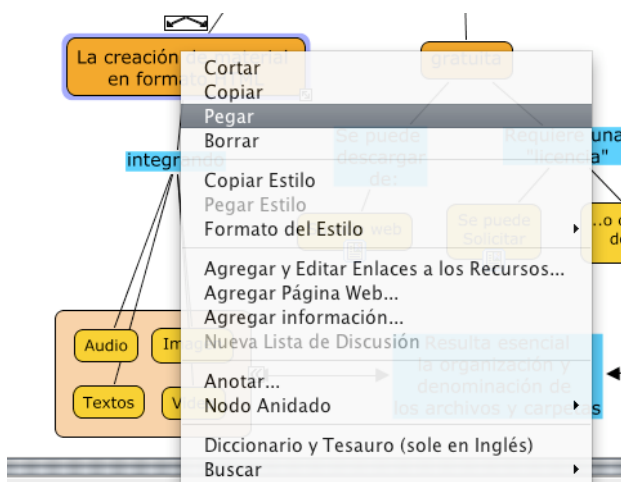 La creación de material
en formato HTML
gratuita
Cortar
Copiar
Pegar
Borrar
integrando
Se puede
descargar
de:
Requiere una
"licencia"
Copiar Estilo
Pegar Estilo
Formato del Estilo
web
Se puede
Solicitar
..o
Agregar y Editar Enlaces a los Recursos...
Agregar Página Web...
Agregar información...
Nueva Lista de Discusión
Audio
Textos
Resulta esencial
la organización y
denominación de
los archivos y carpetas
Anotar...
Nodo Anidado
Diccionario y Tesauro (sole en Inglés)
Buscar